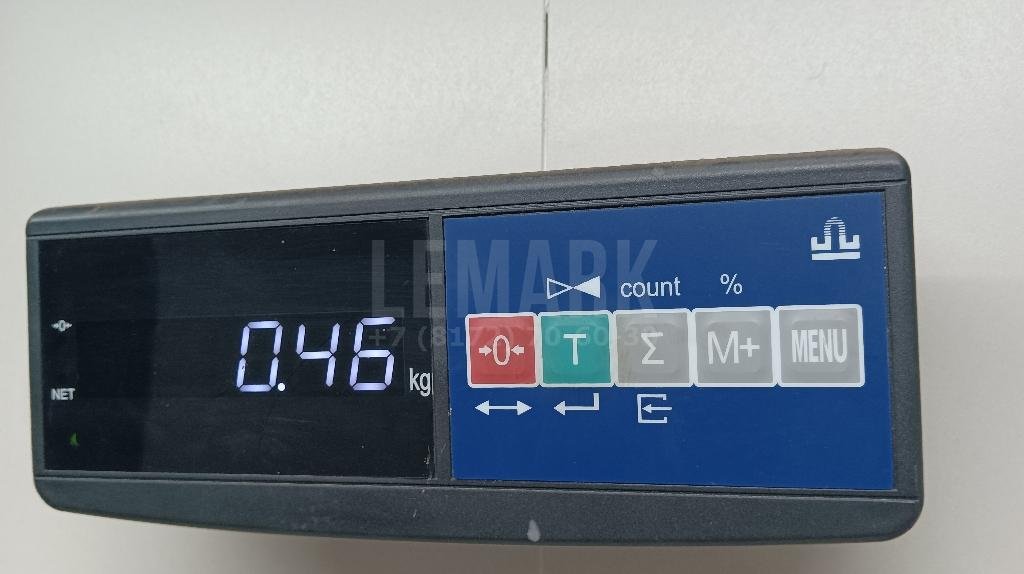 LEMARK
count %
→0← T Σ M+ MENU
0.46 kg
NET